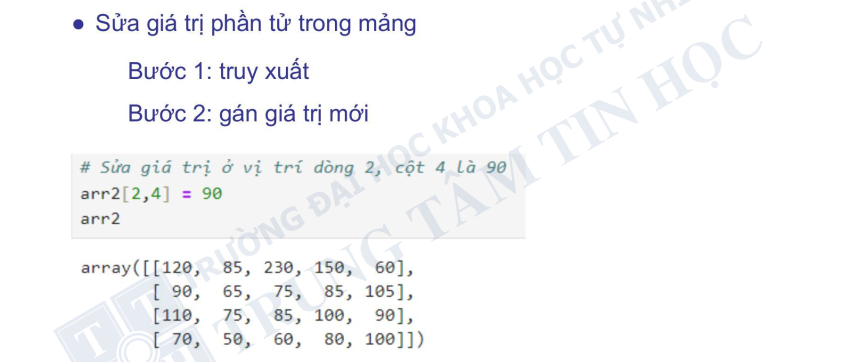 ● Sửa giá trị phần tử trong mảng
Bước 1: truy xuất
Bước 2: gán giá trị mới
# Sửa giá trị ở vị trí dòng 2, cột 4 là 90
arr2[2,4] = 90
arr2
array([[120, 85, 230, 150, 60],
[ 90, 65, 75, 85, 105],
[110, 75, 85, 100, 90],
[ 70, 50, 60, 80, 100]])
TRƯỜNG ĐẠI HỌC KHOA HỌC TỰ NHI
TRUNG TÂM TIN HỌC